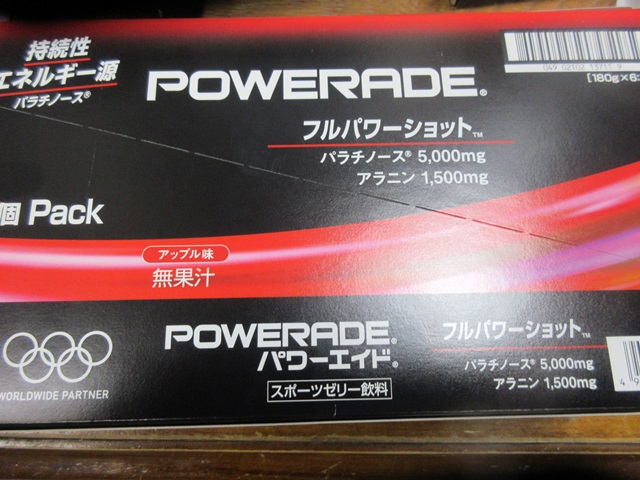 持続性
エネルギー源
パラチノース®
POWERADE®
フルパワーショット™
パラチノース® 5,000mg
アラニン 1,500mg
[180g×6
個 Pack
アップル味
無果汁
WORLDWIDE PARTNER
POWERADE®
パワーエイド®
スポーツゼリー飲料
フルパワーショット™
パラチノース® 5,000mg
アラニン 1,500mg
4 9